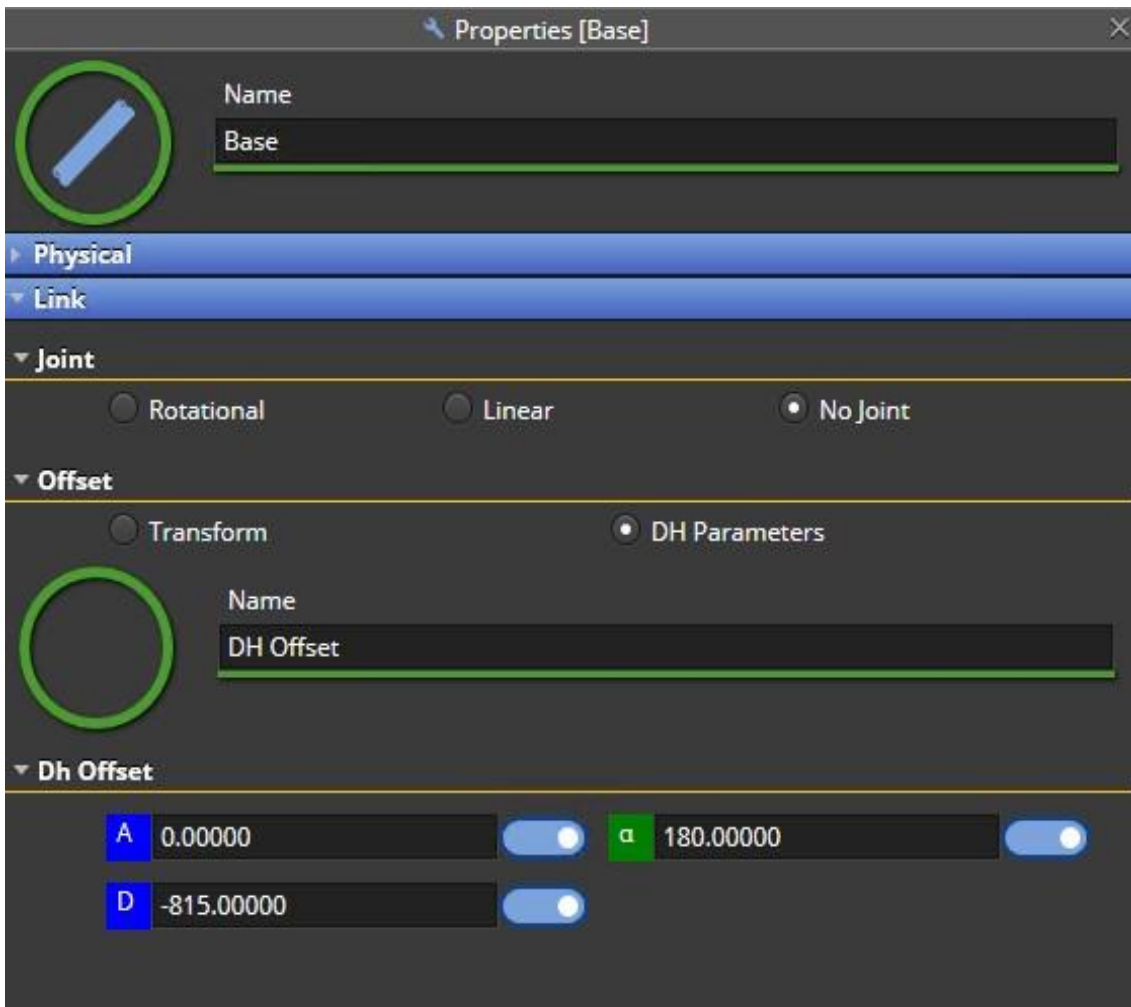 Properties [Base]
Name
Base
Physical
Link
Joint
Rotational Linear No Joint
Offset
Transform DH Parameters
Name
DH Offset
Dh Offset
A 0.00000 α 180.00000
D -815.00000